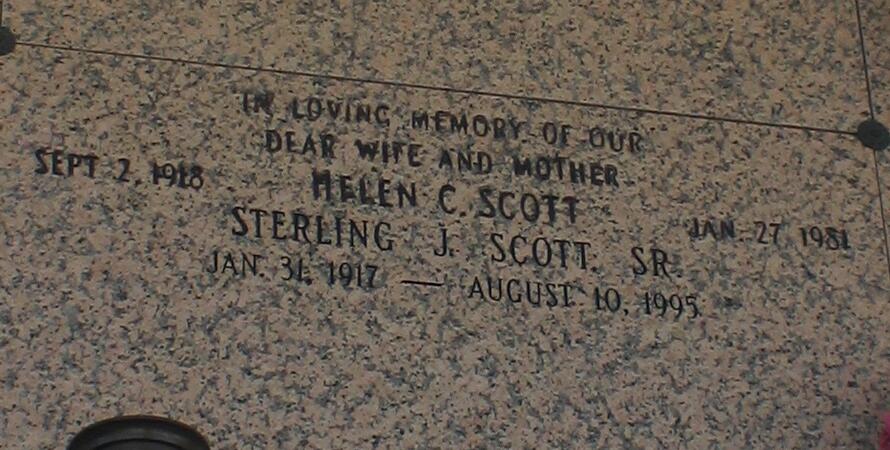 IN LOVING MEMORY OF OUR
DEAR WIFE AND MOTHER
SEPT 2, 1918 HELEN C. SCOTT JAN. 27 1981
STERLING J. SCOTT. SR.
JAN. 31, 1917 — AUGUST 10, 1995